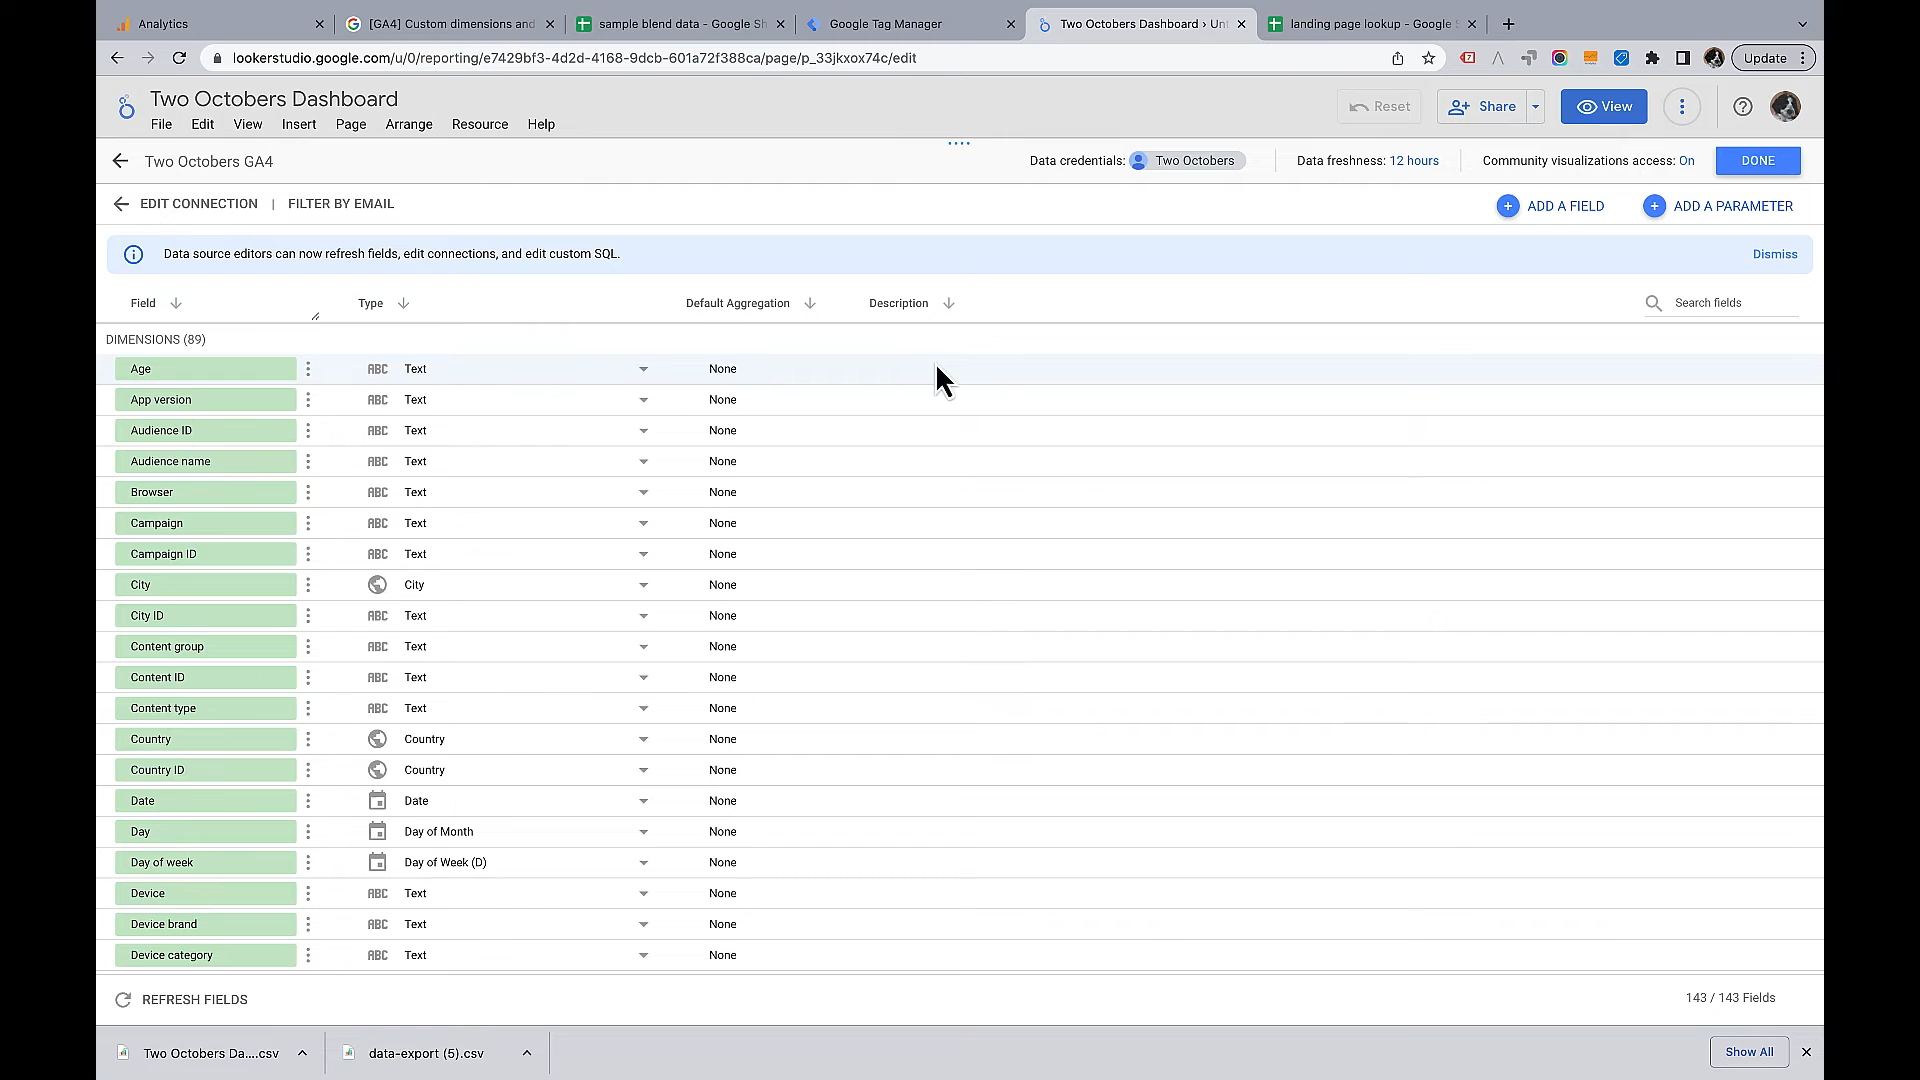 Analytics
[GA4] Custom dimensions and
sample blend data - Google Sh
Google Tag Manager
Two Octobers Dashboard › Unt
landing page lookup - Google S
lookerstudio.google.com/u/0/reporting/e7429bf3-4d2d-4168-9dcb-601a72f388ca/page/p_33jkxox74c/edit
Update
Two Octobers Dashboard
File Edit View Insert Page Arrange Resource Help
Reset
Share
View
Two Octobers GA4
Data credentials: Two Octobers
Data freshness: 12 hours
Community visualizations access: On
DONE
EDIT CONNECTION | FILTER BY EMAIL
ADD A FIELD
ADD A PARAMETER
Data source editors can now refresh fields, edit connections, and edit custom SQL.
Dismiss
Field Type Default Aggregation Description
Search fields
DIMENSIONS (89)
Age ABC Text None
App version ABC Text None
Audience ID ABC Text None
Audience name ABC Text None
Browser ABC Text None
Campaign ABC Text None
Campaign ID ABC Text None
City City None
City ID ABC Text None
Content group ABC Text None
Content ID ABC Text None
Content type ABC Text None
Country Country None
Country ID Country None
Date Date None
Day Day of Month None
Day of week Day of Week (D) None
Device ABC Text None
Device brand ABC Text None
Device category ABC Text None
REFRESH FIELDS
143 / 143 Fields
Two Octobers Da....csv
data-export (5).csv
Show All